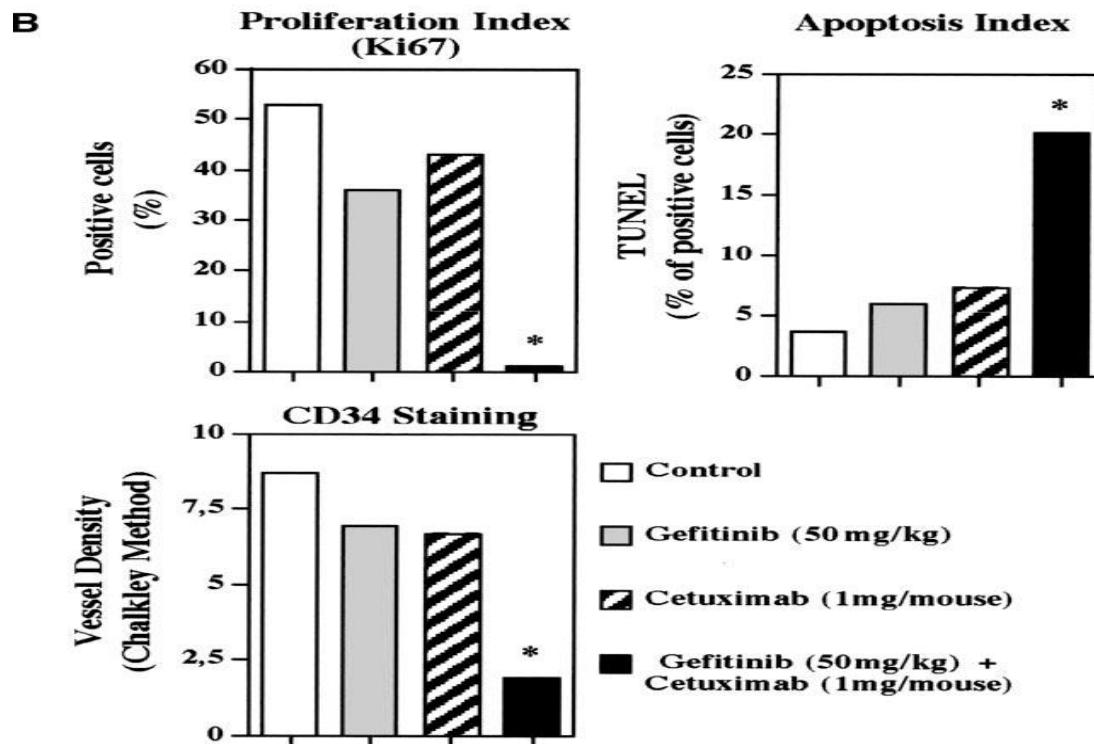 B
Proliferation Index
(Ki67)
Positive cells
(%)
60
50
40
30
20
10
0
*
Apoptosis Index
TUNEL
(% of positive cells)
25
20
15
10
5
0
*
CD34 Staining
Vessel Density
(Chalkley Method)
10
7,5
5
2,5
0
*
Control
Gefitinib (50 mg/kg)
Cetuximab (1mg/mouse)
Gefitinib (50mg/kg) +
Cetuximab (1mg/mouse)